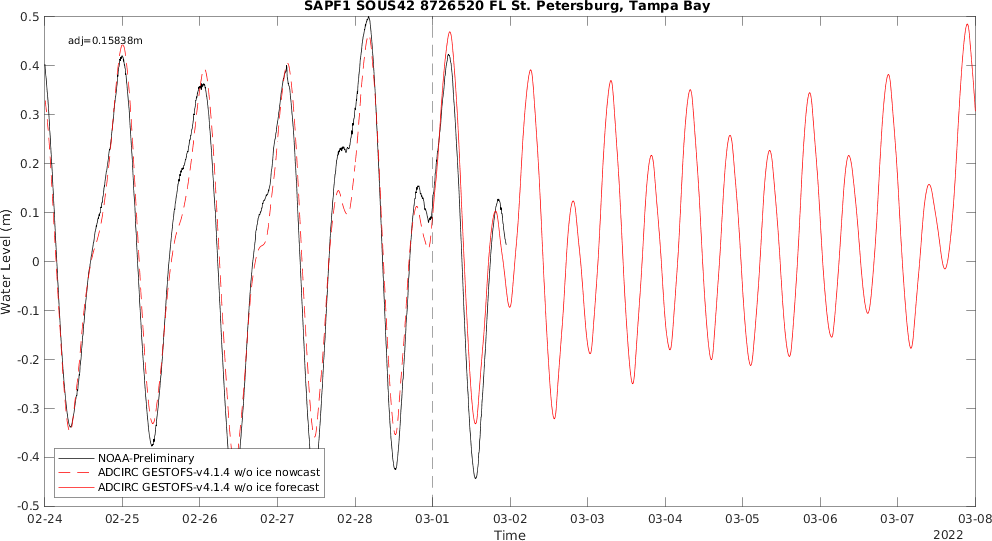 SAPF1 SOUS42 8726520 FL St. Petersburg, Tampa Bay
adj=0.15838m
0.5
0.4
0.3
0.2
0.1
0
-0.1
-0.2
-0.3
-0.4
-0.5
Water Level (m)
NOAA-Preliminary
ADCIRC GESTOFS-v4.1.4 w/o ice nowcast
ADCIRC GESTOFS-v4.1.4 w/o ice forecast
02-24 02-25 02-26 02-27 02-28 03-01 03-02 03-03 03-04 03-05 03-06 03-07 03-08
Time
2022